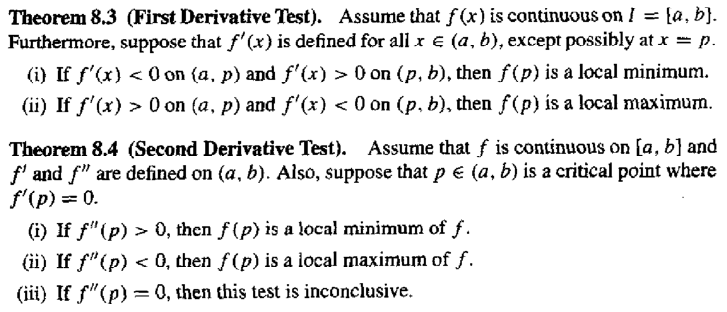 Theorem 8.3 (First Derivative Test). Assume that f(x) is continuous on I = [a, b].
Furthermore, suppose that f′(x) is defined for all x ∈ (a, b), except possibly at x = p.
(i) If f′(x) < 0 on (a, p) and f′(x) > 0 on (p, b), then f(p) is a local minimum.
(ii) If f′(x) > 0 on (a, p) and f′(x) < 0 on (p, b), then f(p) is a local maximum.
Theorem 8.4 (Second Derivative Test). Assume that f is continuous on [a, b] and
f′ and f″ are defined on (a, b). Also, suppose that p ∈ (a, b) is a critical point where
f′(p) = 0.
(i) If f″(p) > 0, then f(p) is a local minimum of f.
(ii) If f″(p) < 0, then f(p) is a local maximum of f.
(iii) If f″(p) = 0, then this test is inconclusive.